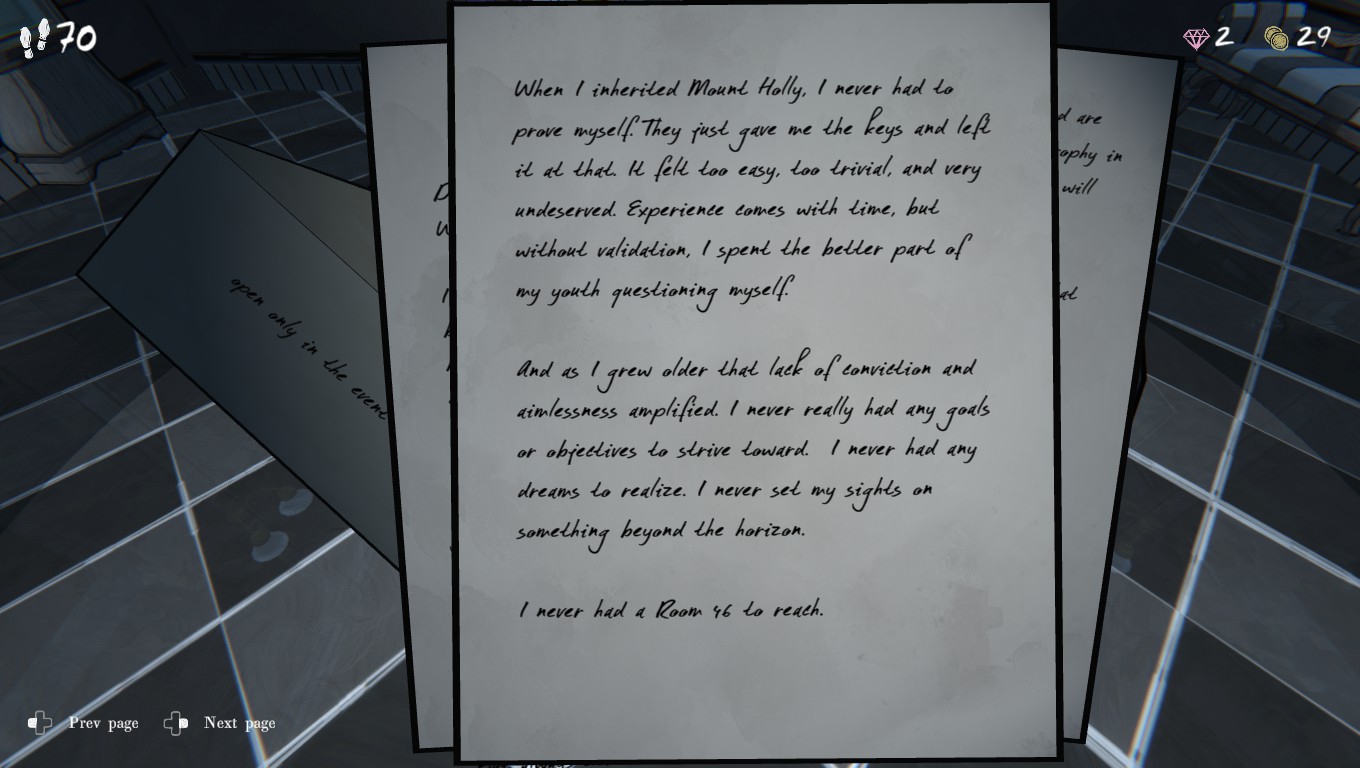 70
2
29
When I inherited Mount Holly, I never had to
prove myself. They just gave me the keys and left
it at that. It felt too easy, too trivial, and very
undeserved. Experience comes with time, but
without validation, I spent the better part of
my youth questioning myself.
And as I grew older that lack of conviction and
aimlessness amplified. I never really had any goals
or objectives to strive toward. I never had any
dreams to realize. I never set my sights on
something beyond the horizon.
I never had a Room 46 to reach.
open only in the event
d are
ophy in
will
at
Prev page
Next page